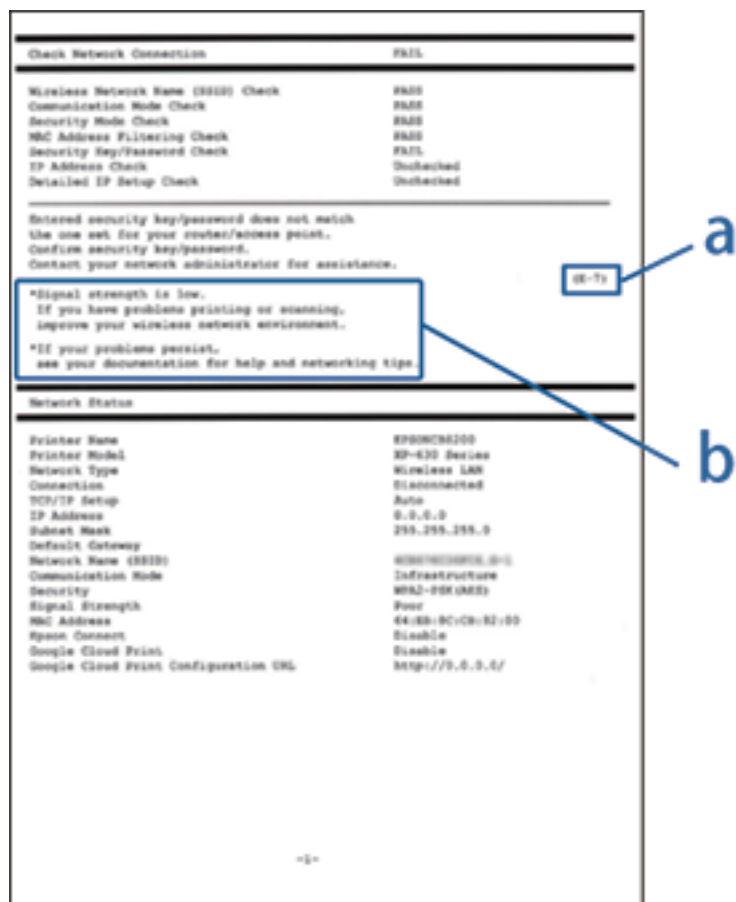 Check Network Connection FAIL
Wireless Network Name (SSID) Check PASS
Communication Mode Check PASS
Security Mode Check PASS
MAC Address Filtering Check PASS
Security Key/Password Check FAIL
IP Address Check Unchecked
Detailed IP Setup Check Unchecked
Entered security key/password does not match
the one set for your router/access point.
Confirm security key/password.
Contact your network administrator for assistance.
(E-7)
a
*Signal strength is low.
If you have problems printing or scanning,
improve your wireless network environment.
*If your problems persist,
see your documentation for help and networking tips.
b
Network Status
Printer Name
Printer Model XP-630 Series
Network Type Wireless LAN
Connection Disconnected
TCP/IP Setup Auto
IP Address 0.0.0.0
Subnet Mask 255.255.255.0
Default Gateway
Network Name (SSID)
Communication Mode Infrastructure
Security WPA2-PSK(AES)
Signal Strength Poor
MAC Address
Epson Connect Disable
Google Cloud Print Disable
Google Cloud Print Configuration URL http://0.0.0.0/
-1-